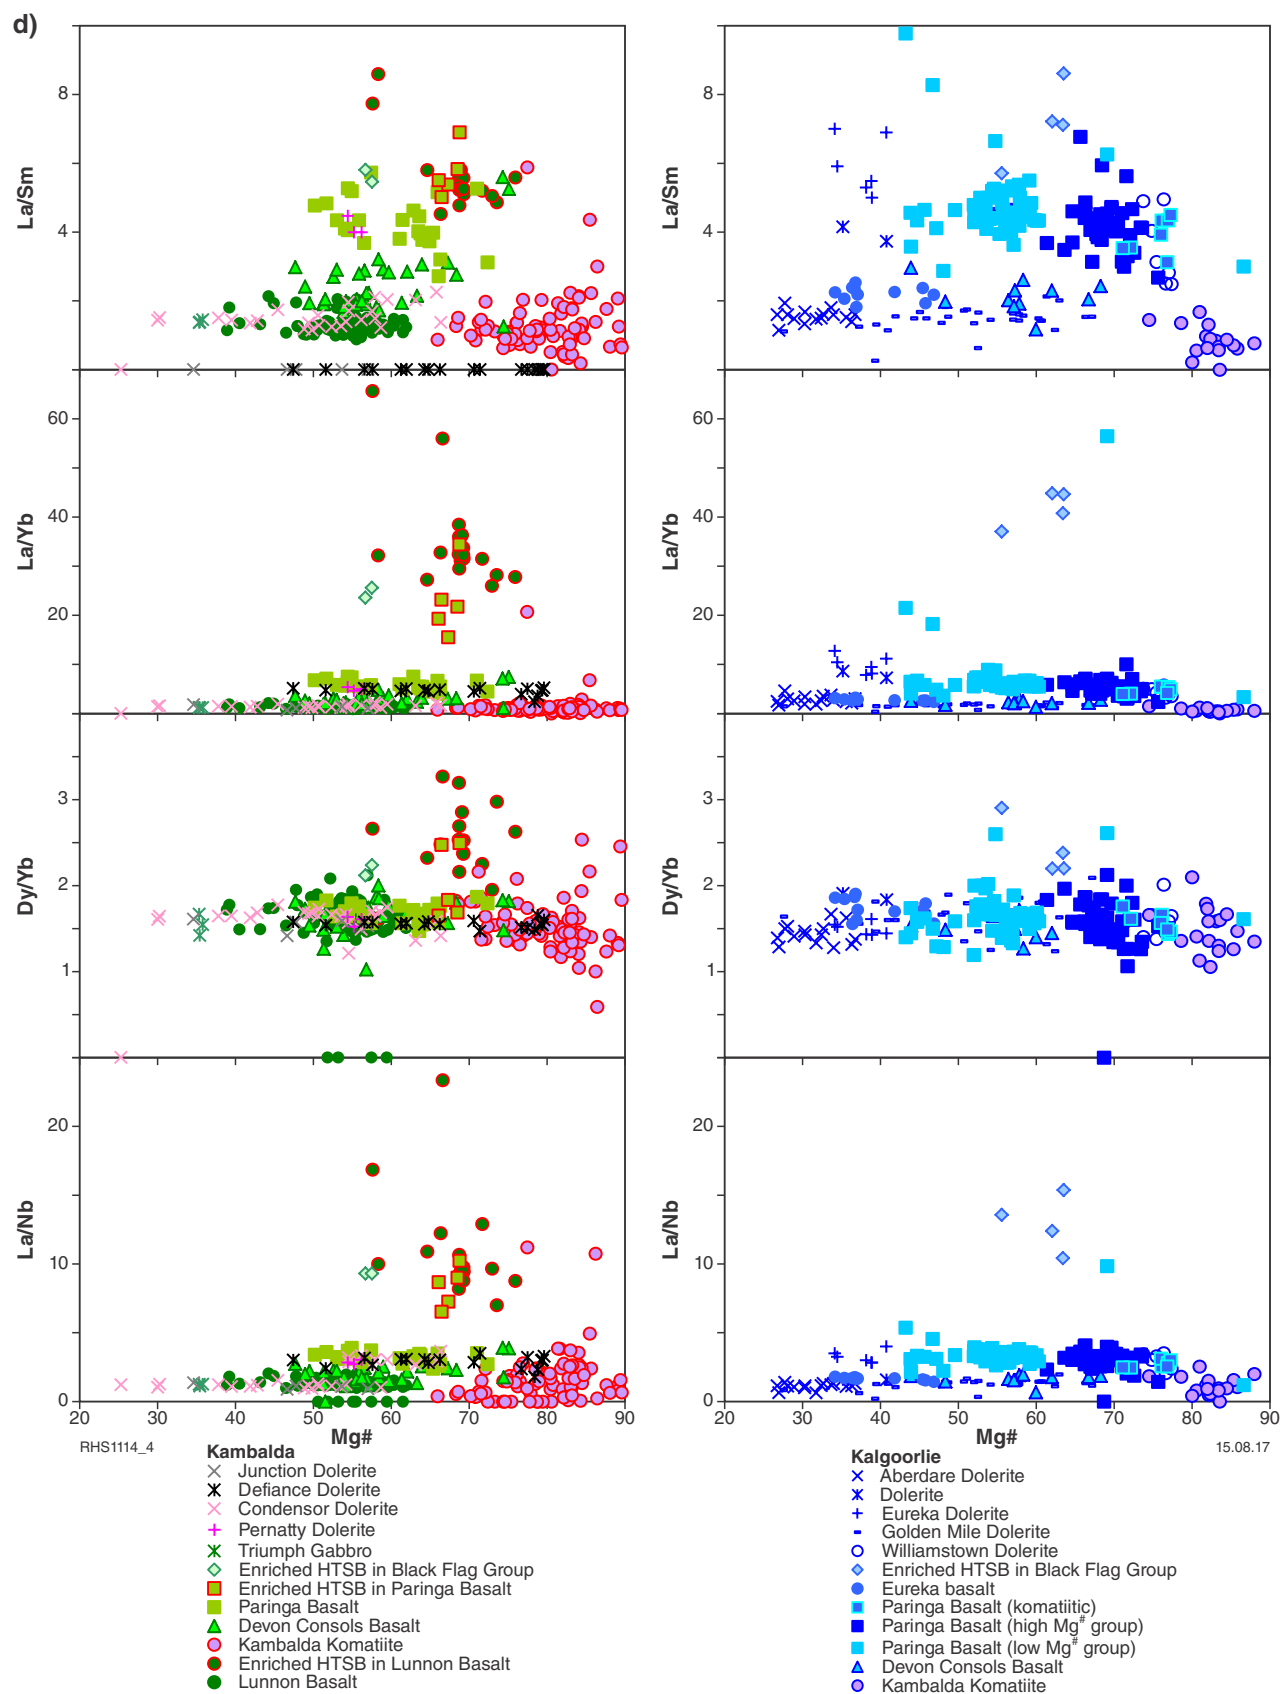 d)
8
4
La/Sm
60
40
20
La/Yb
3
2
1
Dy/Yb
20
10
0
La/Nb
20 30 40 50 60 70 80 90
Mg#
8
4
La/Sm
60
40
20
La/Yb
3
2
1
Dy/Yb
20
10
0
La/Nb
20 30 40 50 60 70 80 90
Mg#
RHS1114_4
15.08.17
Kambalda
Junction Dolerite
Defiance Dolerite
Condensor Dolerite
Pernatty Dolerite
Triumph Gabbro
Enriched HTSB in Black Flag Group
Enriched HTSB in Paringa Basalt
Paringa Basalt
Devon Consols Basalt
Kambalda Komatiite
Enriched HTSB in Lunnon Basalt
Lunnon Basalt
Kalgoorlie
Aberdare Dolerite
Dolerite
Eureka Dolerite
Golden Mile Dolerite
Williamstown Dolerite
Enriched HTSB in Black Flag Group
Eureka basalt
Paringa Basalt (komatiitic)
Paringa Basalt (high Mg# group)
Paringa Basalt (low Mg# group)
Devon Consols Basalt
Kambalda Komatiite